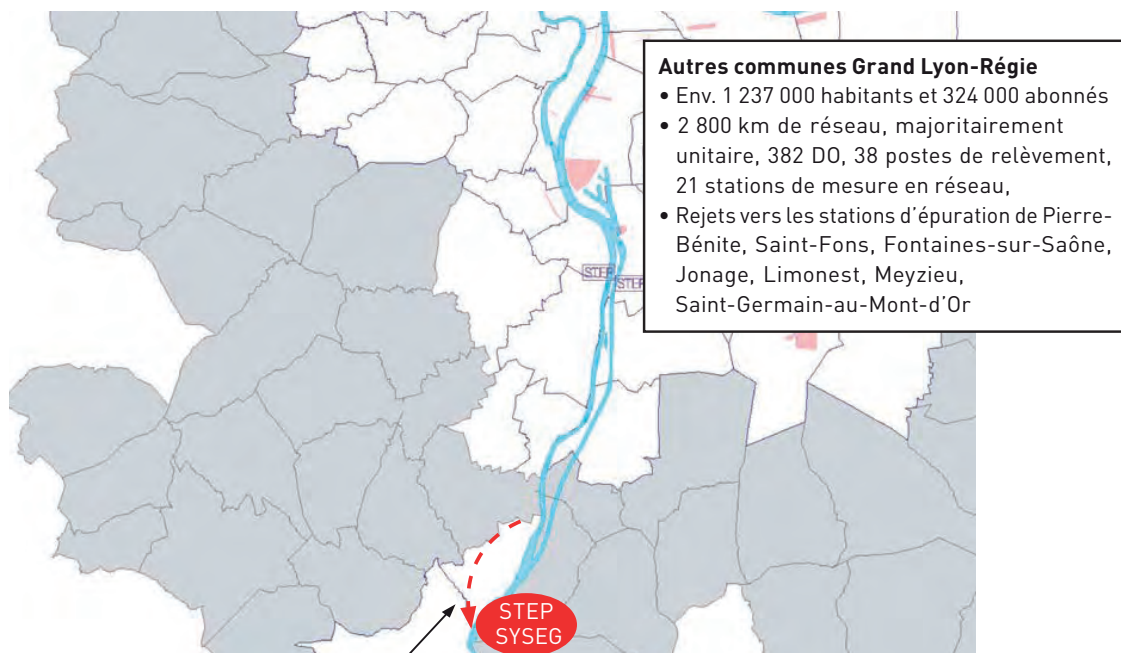 Autres communes Grand Lyon-Régie
• Env. 1 237 000 habitants et 324 000 abonnés
• 2 800 km de réseau, majoritairement
unitaire, 382 DO, 38 postes de relèvement,
21 stations de mesure en réseau,
• Rejets vers les stations d'épuration de Pierre-
Bénite, Saint-Fons, Fontaines-sur-Saône,
Jonage, Limonest, Meyzieu,
Saint-Germain-au-Mont-d'Or
STEP
STEP
STEP
SYSEG